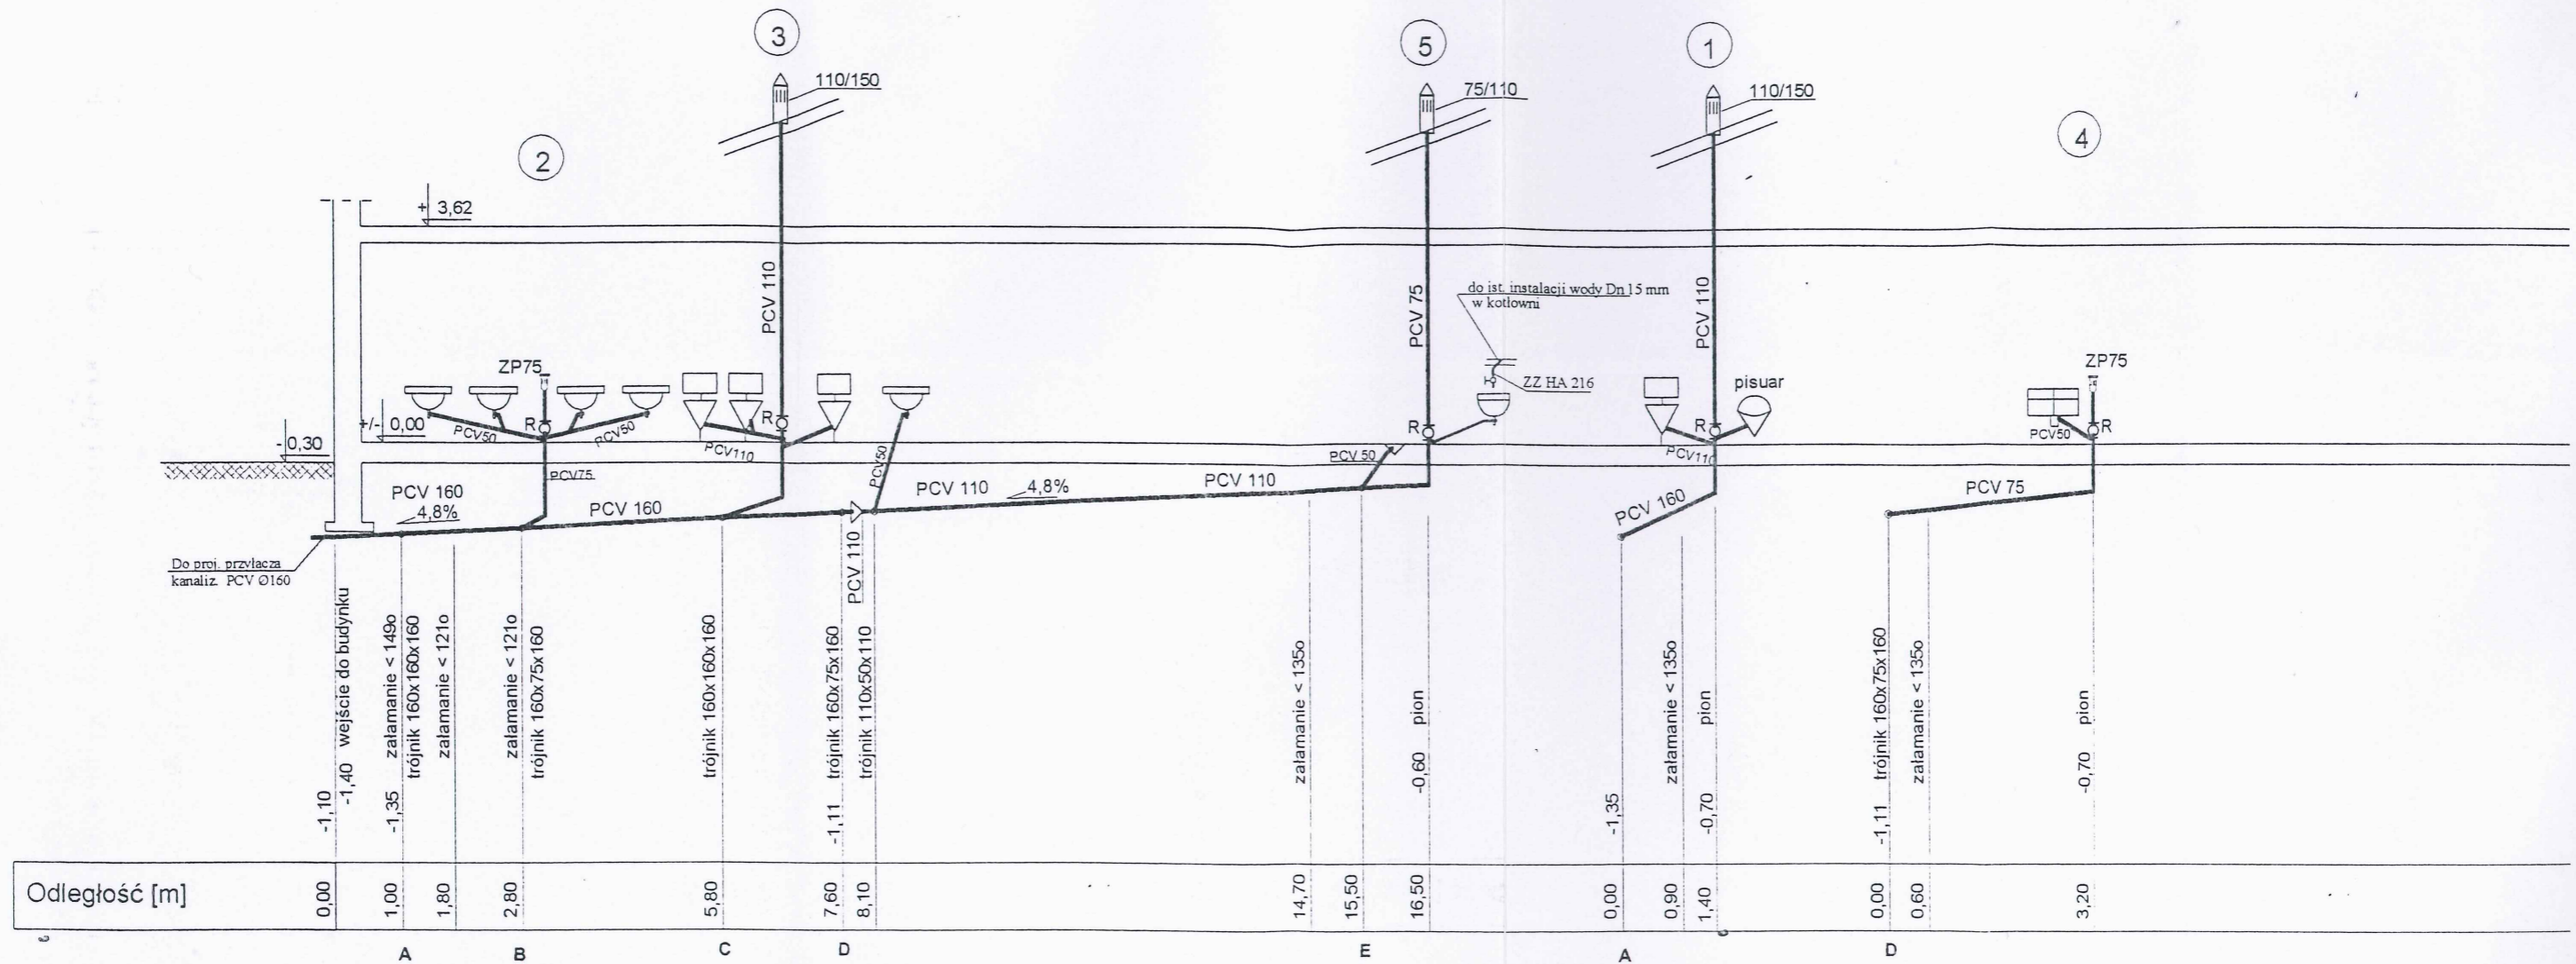 3
5
1
4
2
110/150
75/110
110/150
+ 3,62
PCV 110
PCV 75
PCV 110
do ist. instalacji wody Dn 15 mm
w kotłowni
ZZ HA 216
ZP75
ZP75
pisuar
R
R
R
R
R
+/- 0,00
- 0,30
PCV50
PCV50
PCV75
PCV110
PCV50
PCV 50
PCV110
PCV50
PCV 160
4,8%
PCV 160
PCV 110
4,8%
PCV 110
PCV 160
PCV 75
PCV 110
Do proj. przyłacza
kanaliz. PCV Ø160
-1,10
-1,40 wejście do budynku
-1,35 załamanie < 149o
trójnik 160x160x160
załamanie < 121o
załamanie < 121o
trójnik 160x75x160
trójnik 160x160x160
-1,11 trójnik 160x75x160
trójnik 110x50x110
załamanie < 135o
-0,60 pion
-1,35
załamanie < 135o
-0,70 pion
-1,11 trójnik 160x75x160
załamanie < 135o
-0,70 pion
Odległość [m]
0,00
1,00
1,80
2,80
5,80
7,60
8,10
14,70
15,50
16,50
0,00
0,90
1,40
0,00
0,60
3,20
A
B
C
D
E
A
D